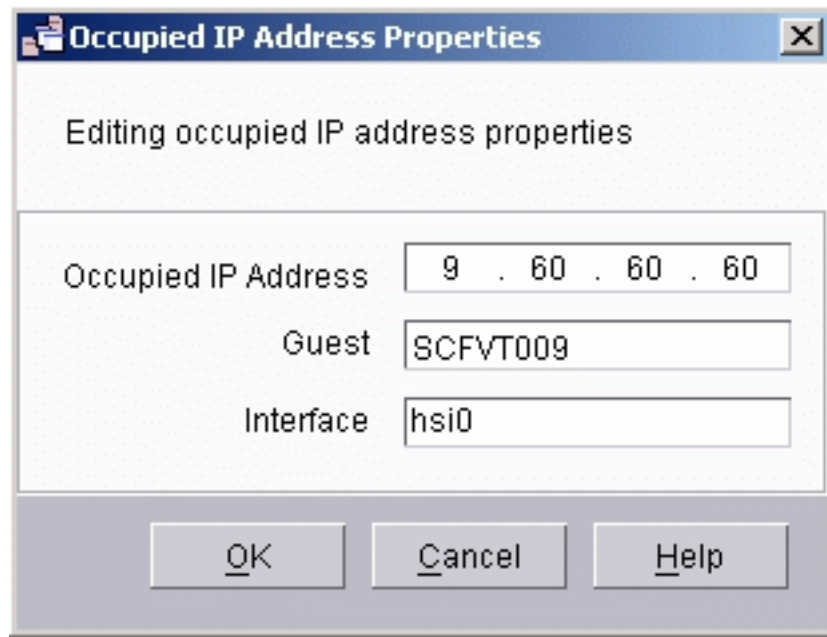 Occupied IP Address Properties
Editing occupied IP address properties
Occupied IP Address 9 . 60 . 60 . 60
Guest SCFVT009
Interface hsi0
OK Cancel Help